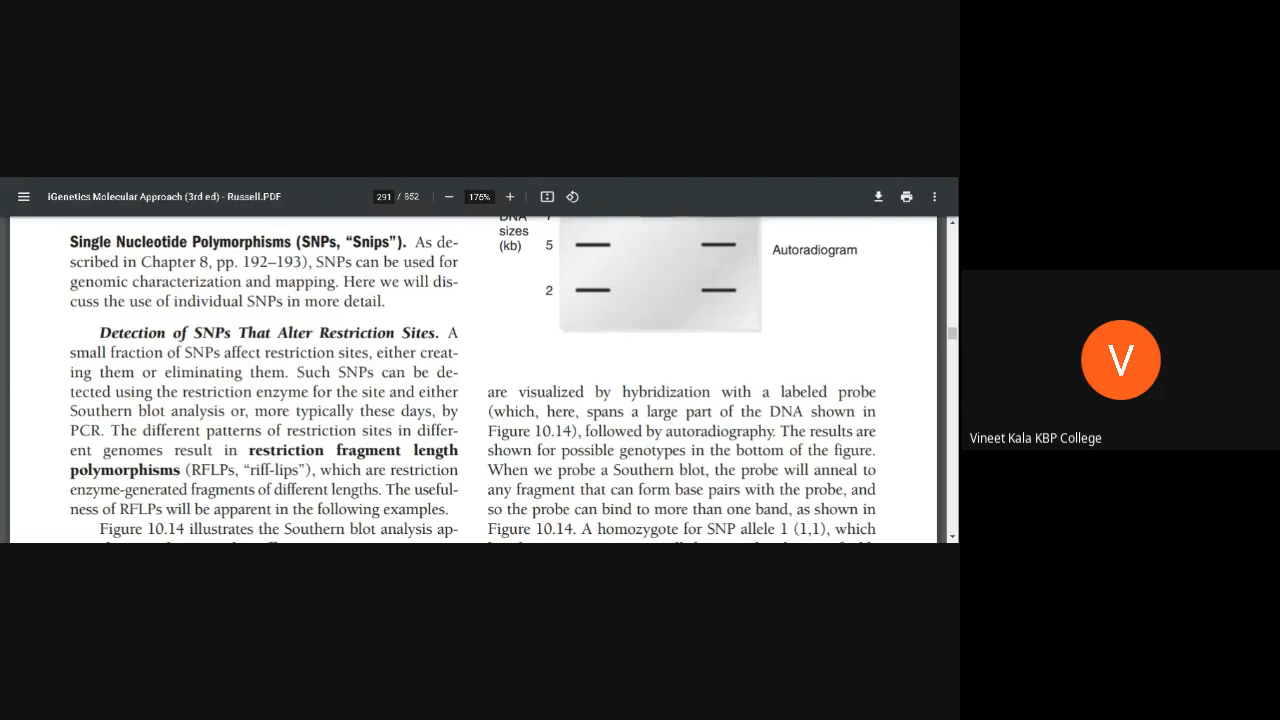 iGenetics Molecular Approach (3rd ed) - Russell.PDF
291 / 852
175%
Single Nucleotide Polymorphisms (SNPs, “Snips”). As de-
scribed in Chapter 8, pp. 192–193), SNPs can be used for
genomic characterization and mapping. Here we will dis-
cuss the use of individual SNPs in more detail.
Detection of SNPs That Alter Restriction Sites. A
small fraction of SNPs affect restriction sites, either creat-
ing them or eliminating them. Such SNPs can be de-
tected using the restriction enzyme for the site and either
Southern blot analysis or, more typically these days, by
PCR. The different patterns of restriction sites in differ-
ent genomes result in restriction fragment length
polymorphisms (RFLPs, “riff-lips”), which are restriction
enzyme-generated fragments of different lengths. The useful-
ness of RFLPs will be apparent in the following examples.
Figure 10.14 illustrates the Southern blot analysis ap-
DNA
sizes
(kb)
5
2
Autoradiogram
are visualized by hybridization with a labeled probe
(which, here, spans a large part of the DNA shown in
Figure 10.14), followed by autoradiography. The results are
shown for possible genotypes in the bottom of the figure.
When we probe a Southern blot, the probe will anneal to
any fragment that can form base pairs with the probe, and
so the probe can bind to more than one band, as shown in
Figure 10.14. A homozygote for SNP allele 1 (1,1), which
V
Vineet Kala KBP College